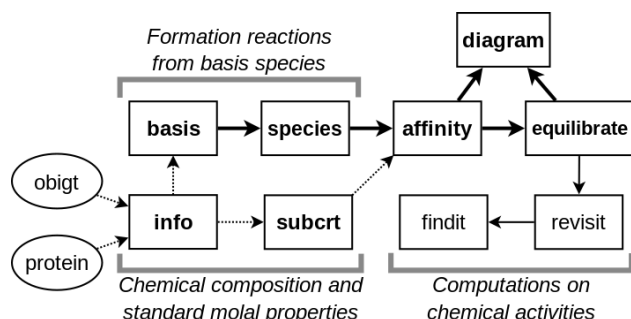 Formation reactions
from basis species
diagram
basis
species
affinity
equilibrate
obigt
info
subcrt
findit
revisit
protein
Chemical composition and
standard molal properties
Computations on
chemical activities